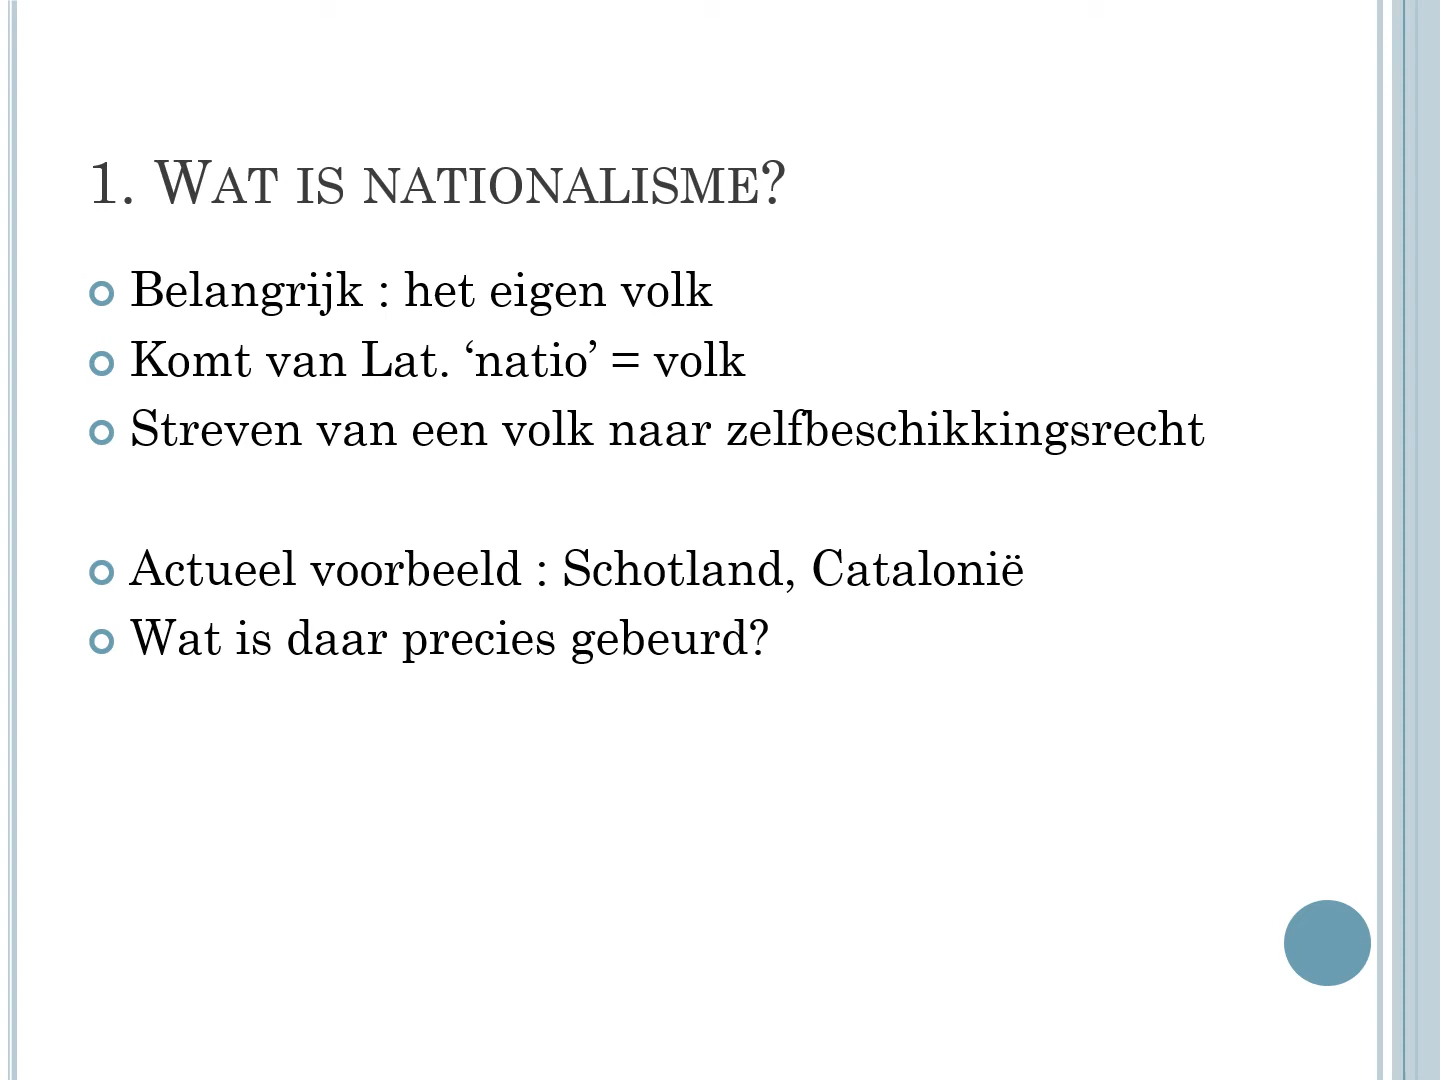 1. Wat is nationalisme?
Belangrijk : het eigen volk
Komt van Lat. ‘natio’ = volk
Streven van een volk naar zelfbeschikkingsrecht
Actueel voorbeeld : Schotland, Catalonië
Wat is daar precies gebeurd?